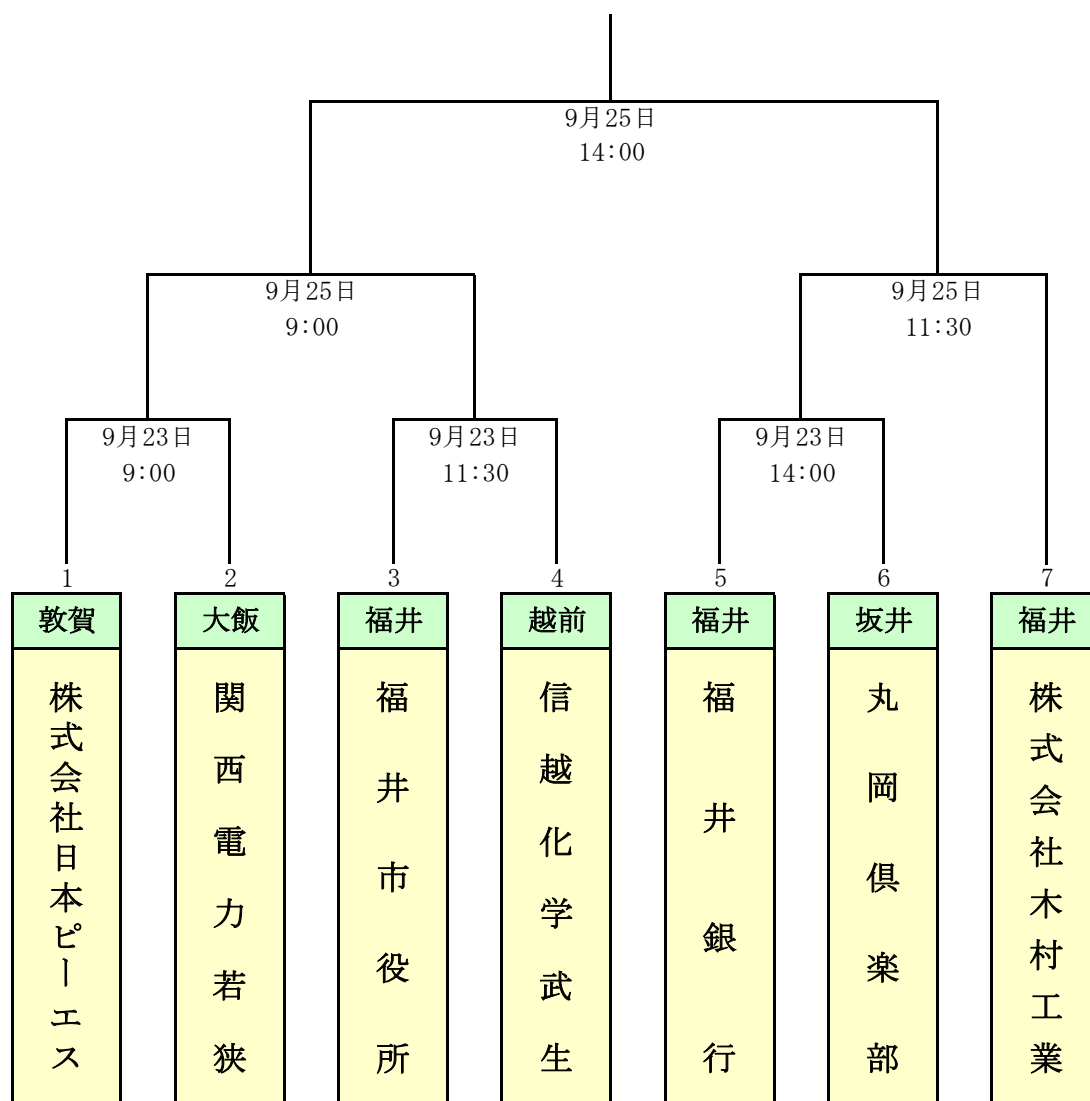 9月25日
14:00
9月25日
9:00
9月25日
11:30
9月23日
9:00
9月23日
11:30
9月23日
14:00
1
2
3
4
5
6
7
敦賀
大飯
福井
越前
福井
坂井
福井
株式会社日本ピーエス
関西電力若狭
福井市役所
信越化学武生
福井銀行
丸岡倶楽部
株式会社木村工業